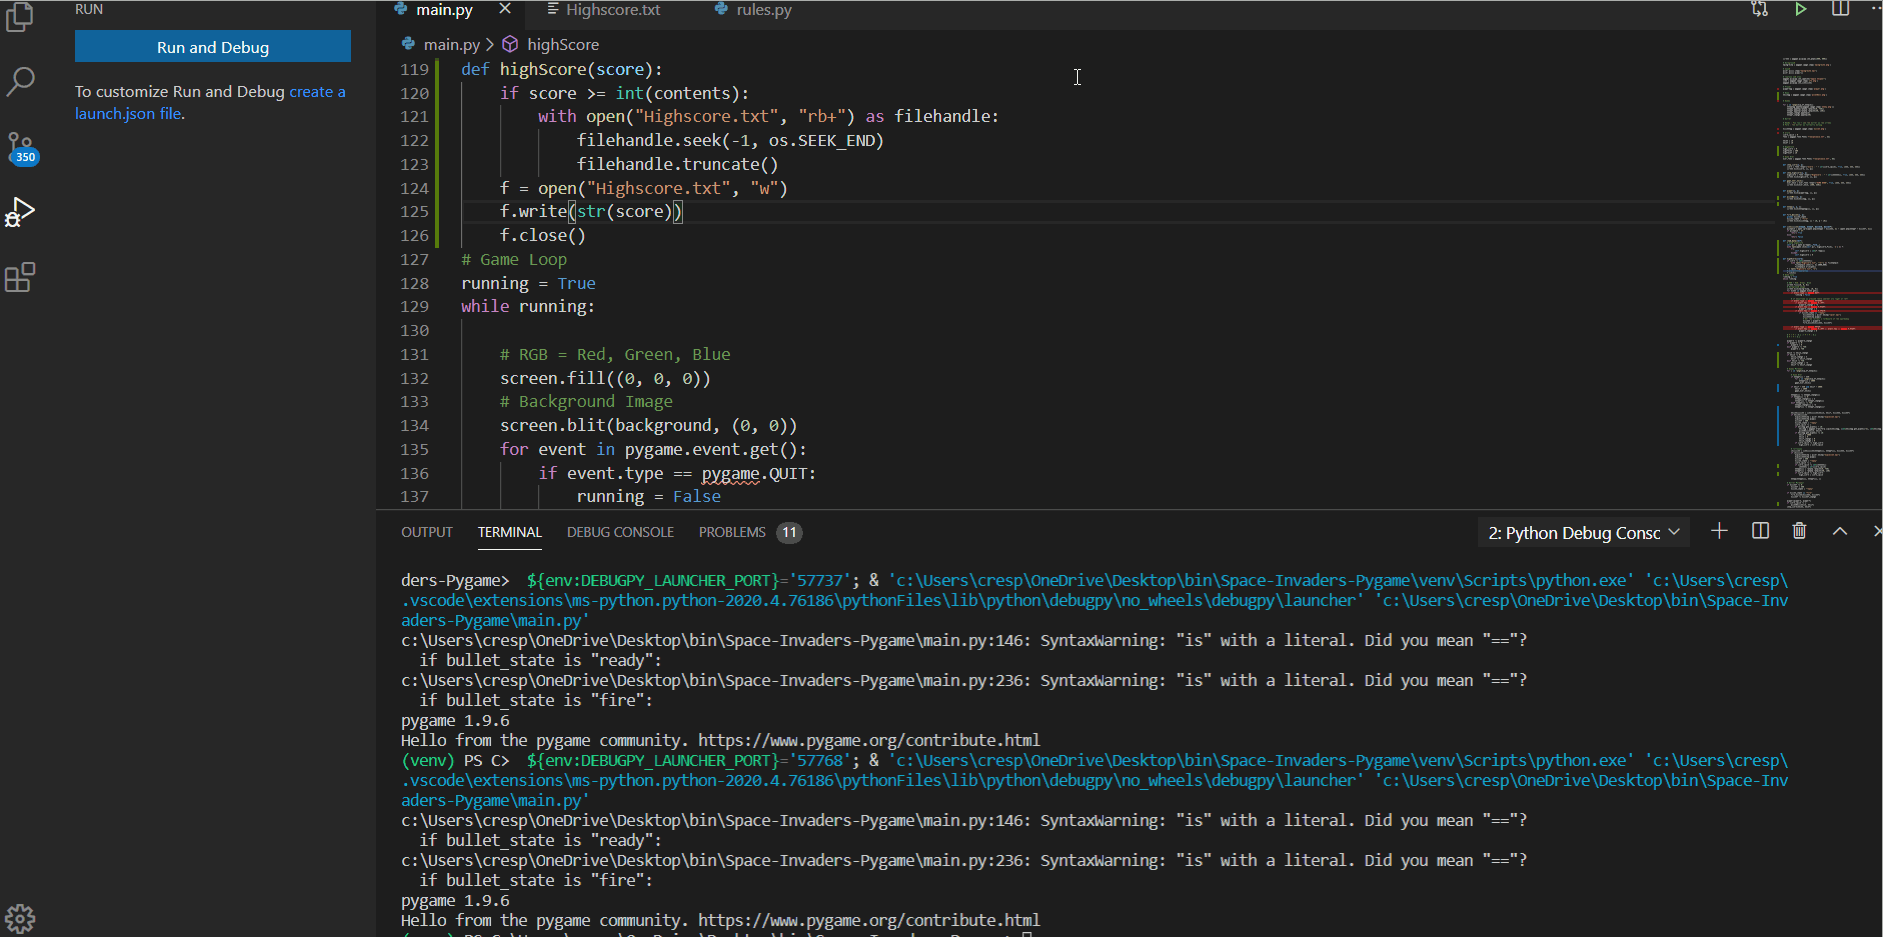 RUN
Run and Debug
To customize Run and Debug create a
launch.json file.
350
main.py
Highscore.txt
rules.py
main.py > highScore
119 def highScore(score):
120     if score >= int(contents):
121         with open("Highscore.txt", "rb+") as filehandle:
122             filehandle.seek(-1, os.SEEK_END)
123             filehandle.truncate()
124     f = open("Highscore.txt", "w")
125     f.write(str(score))
126     f.close()
127 # Game Loop
128 running = True
129 while running:
130
131     # RGB = Red, Green, Blue
132     screen.fill((0, 0, 0))
133     # Background Image
134     screen.blit(background, (0, 0))
135     for event in pygame.event.get():
136         if event.type == pygame.QUIT:
137             running = False
OUTPUT TERMINAL DEBUG CONSOLE PROBLEMS 11 2: Python Debug Consc
ders-Pygame>  ${env:DEBUGPY_LAUNCHER_PORT}='57737'; & 'c:\Users\cresp\OneDrive\Desktop\bin\Space-Invaders-Pygame\venv\Scripts\python.exe' 'c:\Users\cresp\
.vscode\extensions\ms-python.python-2020.4.76186\pythonFiles\lib\python\debugpy\no_wheels\debugpy\launcher' 'c:\Users\cresp\OneDrive\Desktop\bin\Space-Inv
aders-Pygame\main.py'
c:\Users\cresp\OneDrive\Desktop\bin\Space-Invaders-Pygame\main.py:146: SyntaxWarning: "is" with a literal. Did you mean "=="?
  if bullet_state is "ready":
c:\Users\cresp\OneDrive\Desktop\bin\Space-Invaders-Pygame\main.py:236: SyntaxWarning: "is" with a literal. Did you mean "=="?
  if bullet_state is "fire":
pygame 1.9.6
Hello from the pygame community. https://www.pygame.org/contribute.html
(venv) PS C>  ${env:DEBUGPY_LAUNCHER_PORT}='57768'; & 'c:\Users\cresp\OneDrive\Desktop\bin\Space-Invaders-Pygame\venv\Scripts\python.exe' 'c:\Users\cresp\
.vscode\extensions\ms-python.python-2020.4.76186\pythonFiles\lib\python\debugpy\no_wheels\debugpy\launcher' 'c:\Users\cresp\OneDrive\Desktop\bin\Space-Inv
aders-Pygame\main.py'
c:\Users\cresp\OneDrive\Desktop\bin\Space-Invaders-Pygame\main.py:146: SyntaxWarning: "is" with a literal. Did you mean "=="?
  if bullet_state is "ready":
c:\Users\cresp\OneDrive\Desktop\bin\Space-Invaders-Pygame\main.py:236: SyntaxWarning: "is" with a literal. Did you mean "=="?
  if bullet_state is "fire":
pygame 1.9.6
Hello from the pygame community. https://www.pygame.org/contribute.html